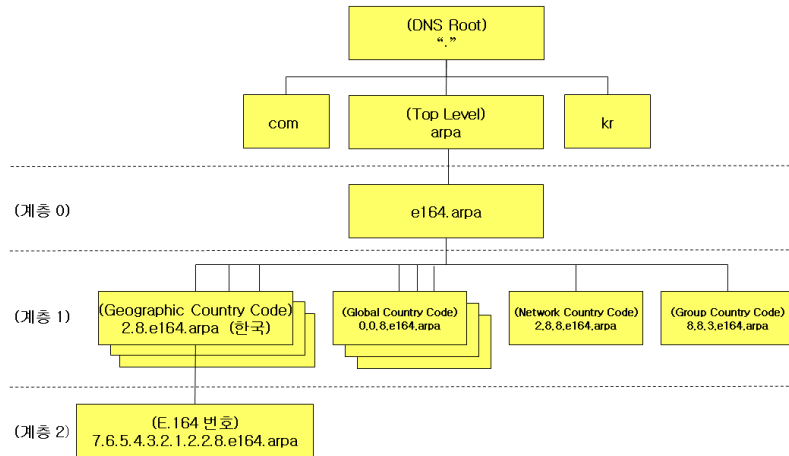 (DNS Root)
“.”
com
(Top Level)
arpa
kr
(계층 0)
e164.arpa
(계층 1)
(Geographic Country Code)
2.8.e164.arpa (한국)
(Global Country Code)
0.0.8.e164.arpa
(Network Country Code)
2.8.8.e164.arpa
(Group Country Code)
8.8.3.e164.arpa
(계층 2)
(E.164 번호)
7.6.5.4.3.2.1.2.2.8.e164.arpa